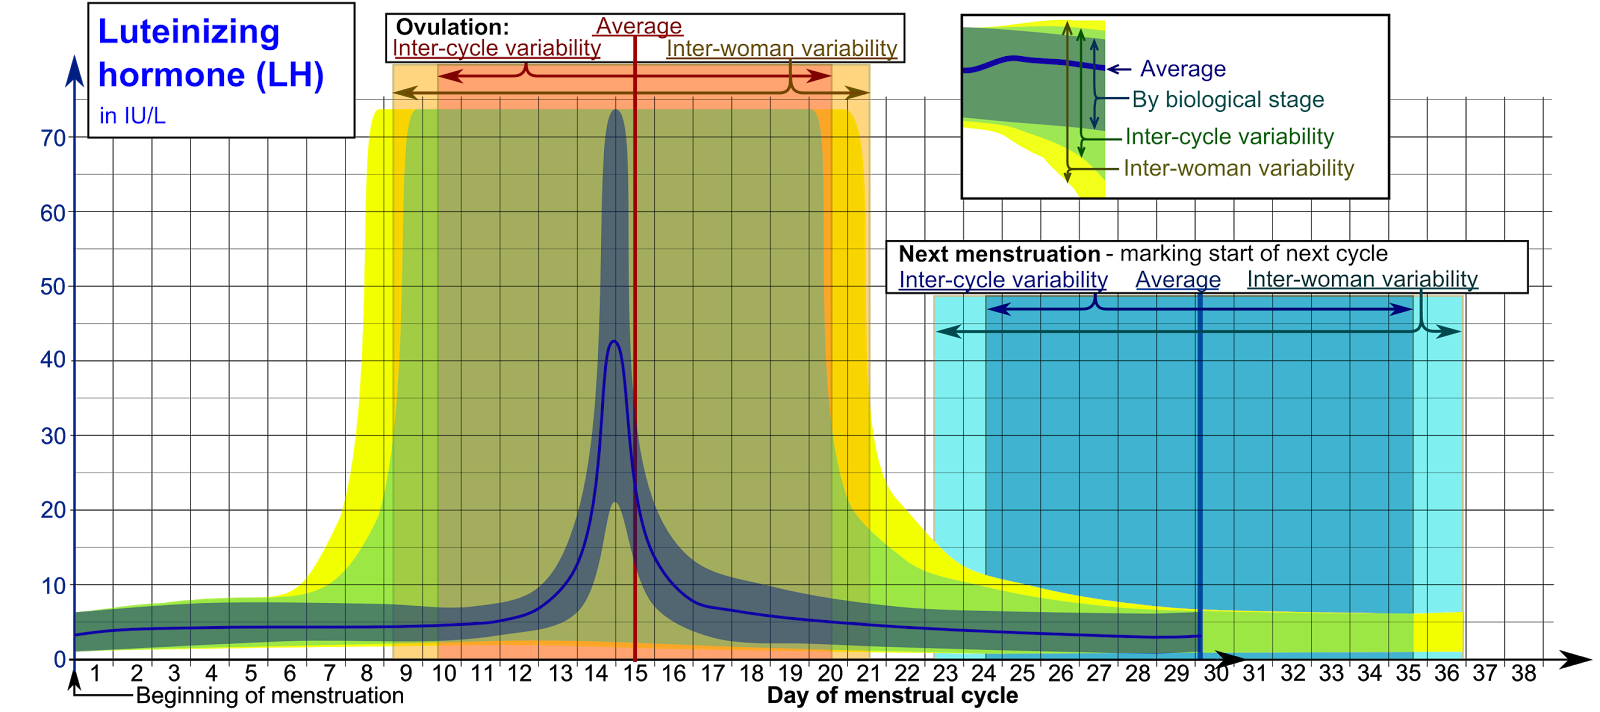 Luteinizing
hormone (LH)
in IU/L
Ovulation:
Average
Inter-cycle variability
Inter-woman variability
Average
By biological stage
Inter-cycle variability
Inter-woman variability
Next menstruation - marking start of next cycle
Inter-cycle variability Average Inter-woman variability
70
60
50
40
30
20
10
0
1 2 3 4 5 6 7 8 9 10 11 12 13 14 15 16 17 18 19 20 21 22 23 24 25 26 27 28 29 30 31 32 33 34 35 36 37 38
Beginning of menstruation
Day of menstrual cycle